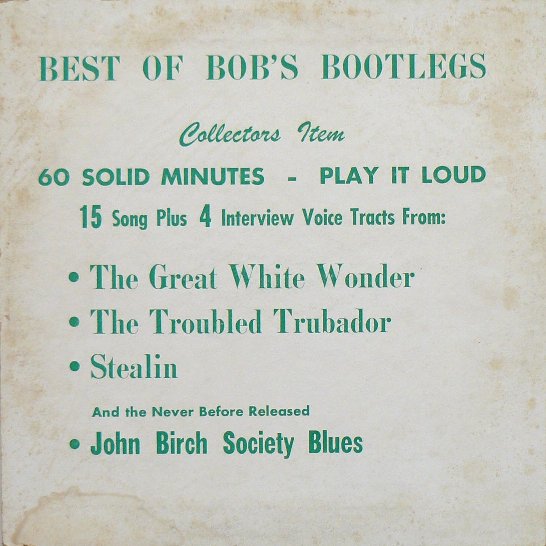 BEST OF BOB'S BOOTLEGS
Collectors Item
60 SOLID MINUTES - PLAY IT LOUD
15 Song Plus 4 Interview Voice Tracts From:
• The Great White Wonder
• The Troubled Trubador
• Stealin
And the Never Before Released
• John Birch Society Blues